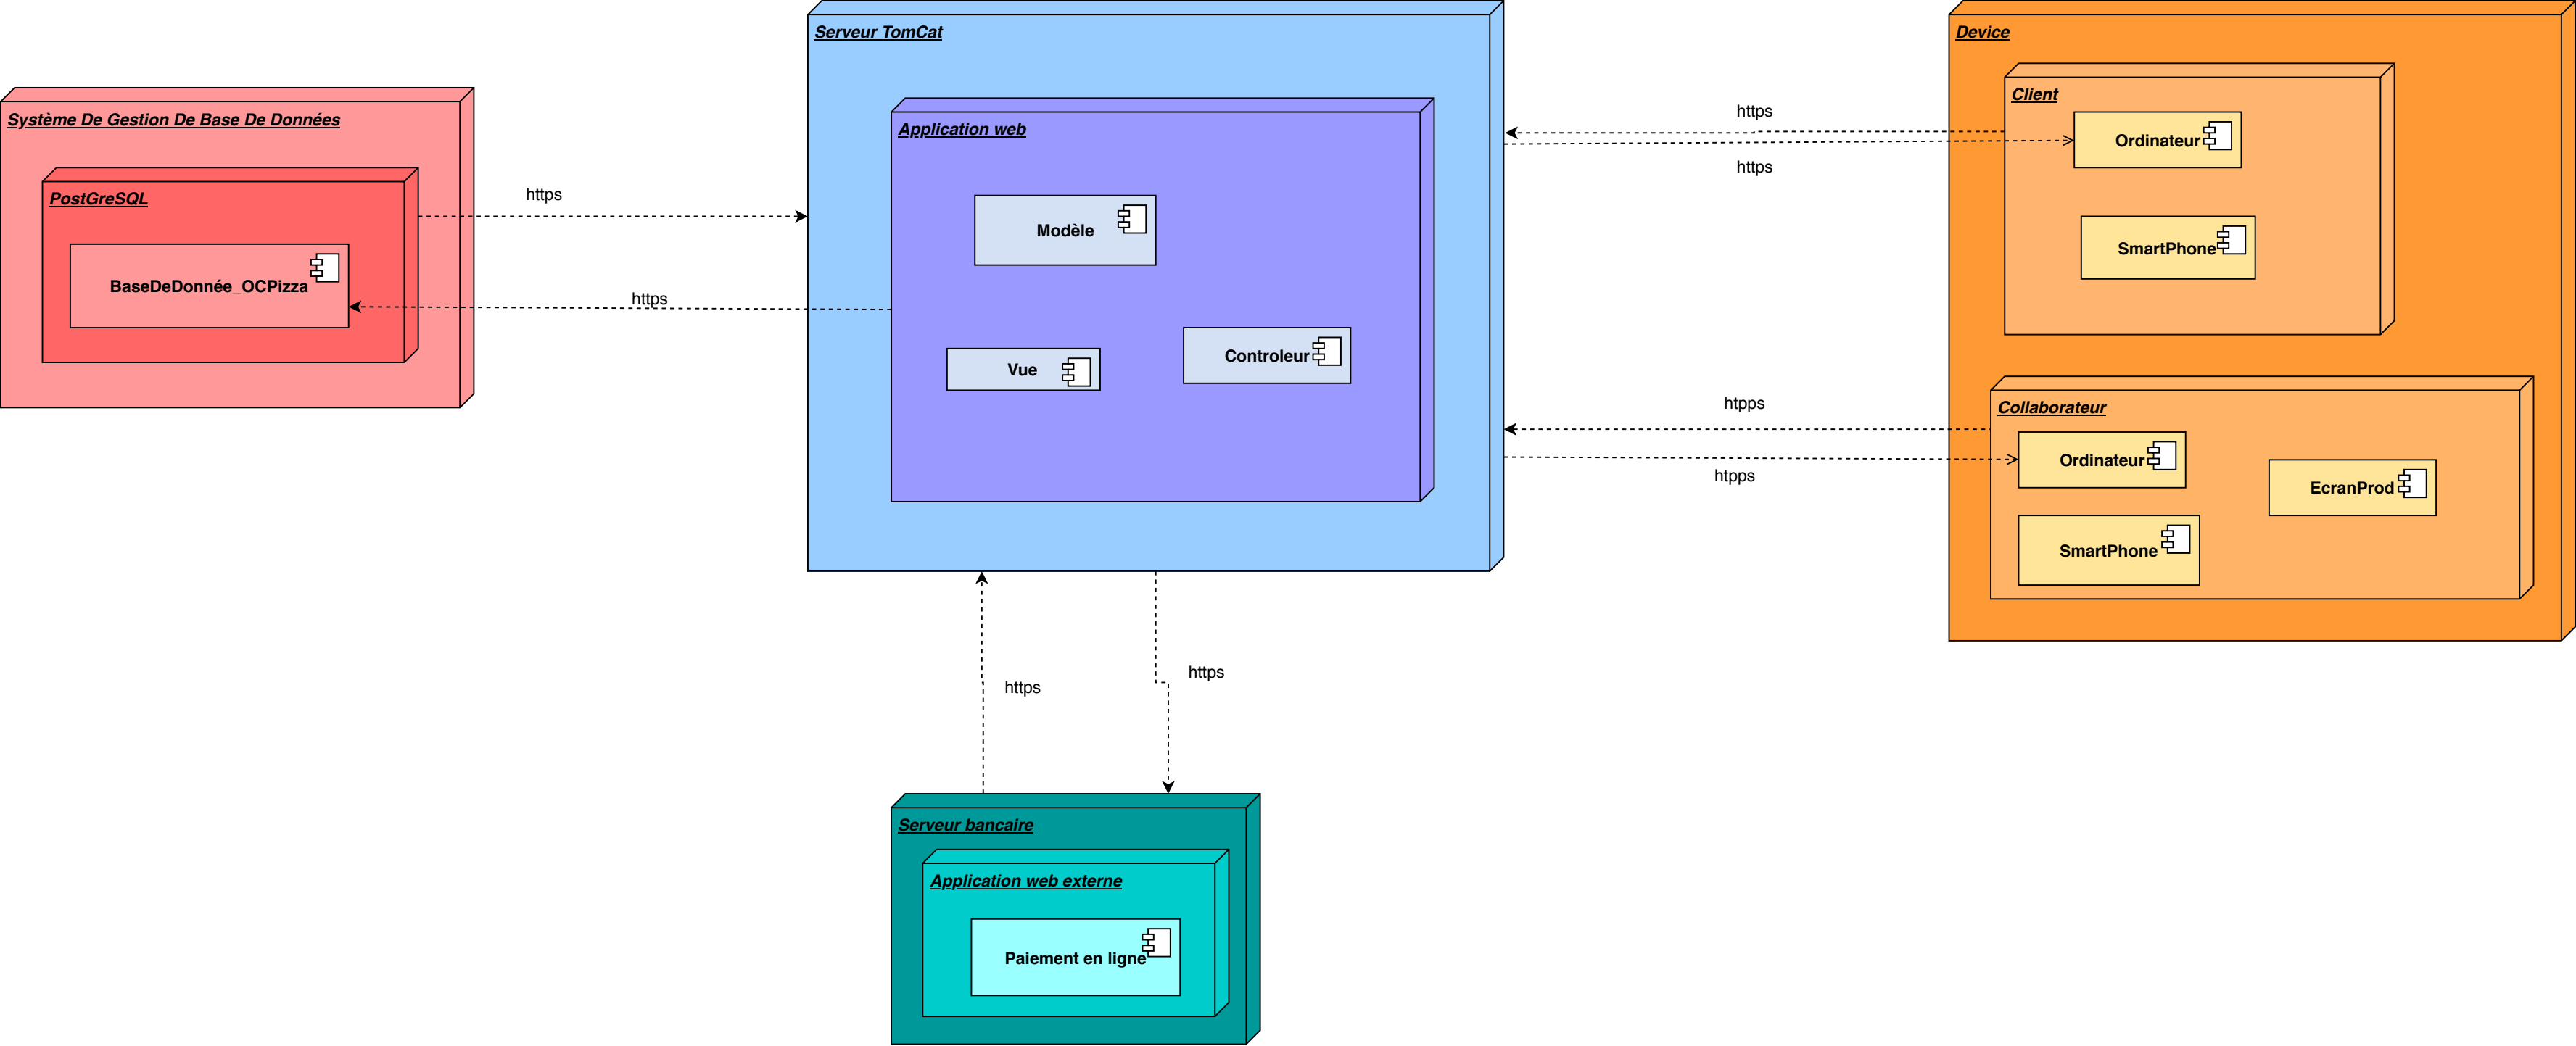 Système De Gestion De Base De Données
PostGreSQL
BaseDeDonnée_OCPizza
https
https
Serveur TomCat
Application web
Modèle
Vue
Controleur
https
https
htpps
htpps
Device
Client
Ordinateur
SmartPhone
Collaborateur
Ordinateur
EcranProd
SmartPhone
https
https
Serveur bancaire
Application web externe
Paiement en ligne